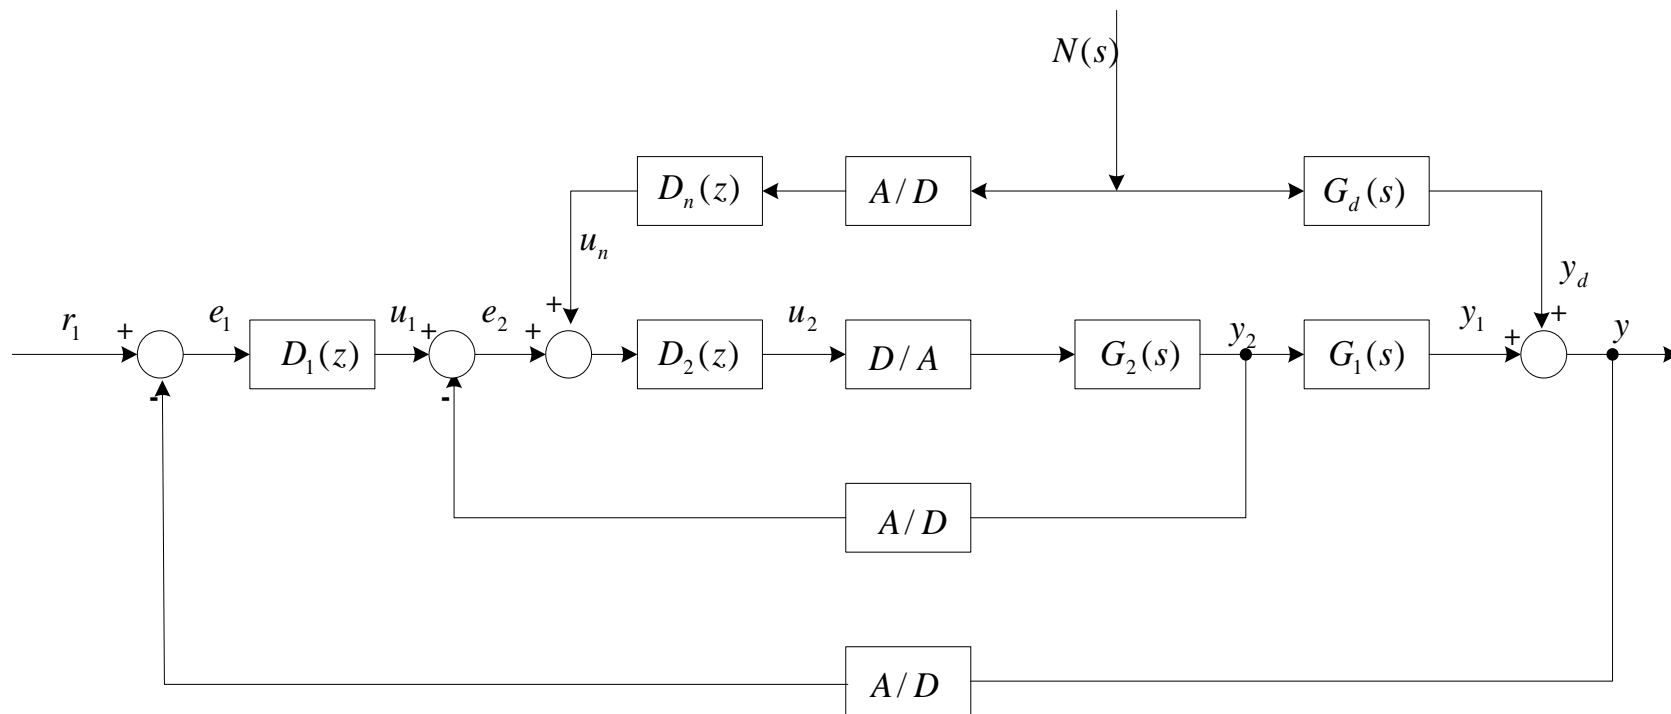 N(s)
D_n(z)
A/D
G_d(s)
u_n
y_d
r_1
+
e_1
D_1(z)
u_1
+
e_2
+
+
D_2(z)
u_2
D/A
G_2(s)
y_2
G_1(s)
y_1
+
+
y
-
-
A/D
A/D